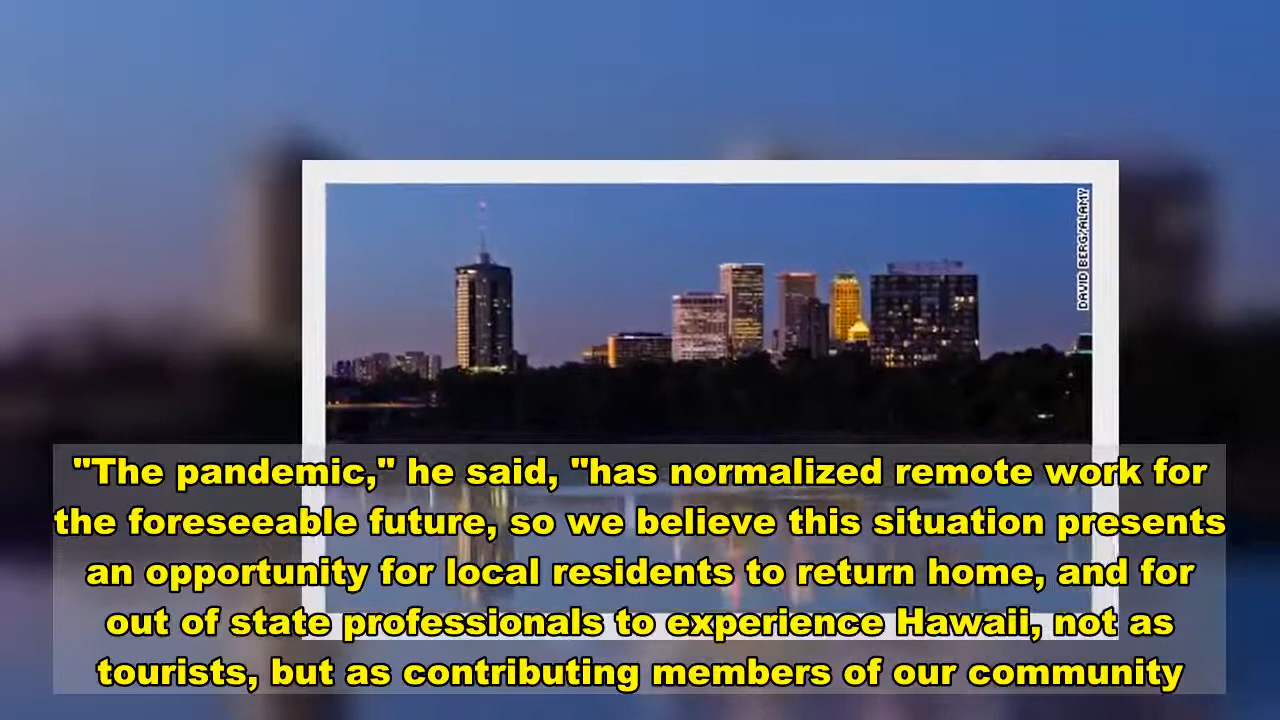 DAVID BERG/ALAMY
"The pandemic," he said, "has normalized remote work for
the foreseeable future, so we believe this situation presents
an opportunity for local residents to return home, and for
out of state professionals to experience Hawaii, not as
tourists, but as contributing members of our community